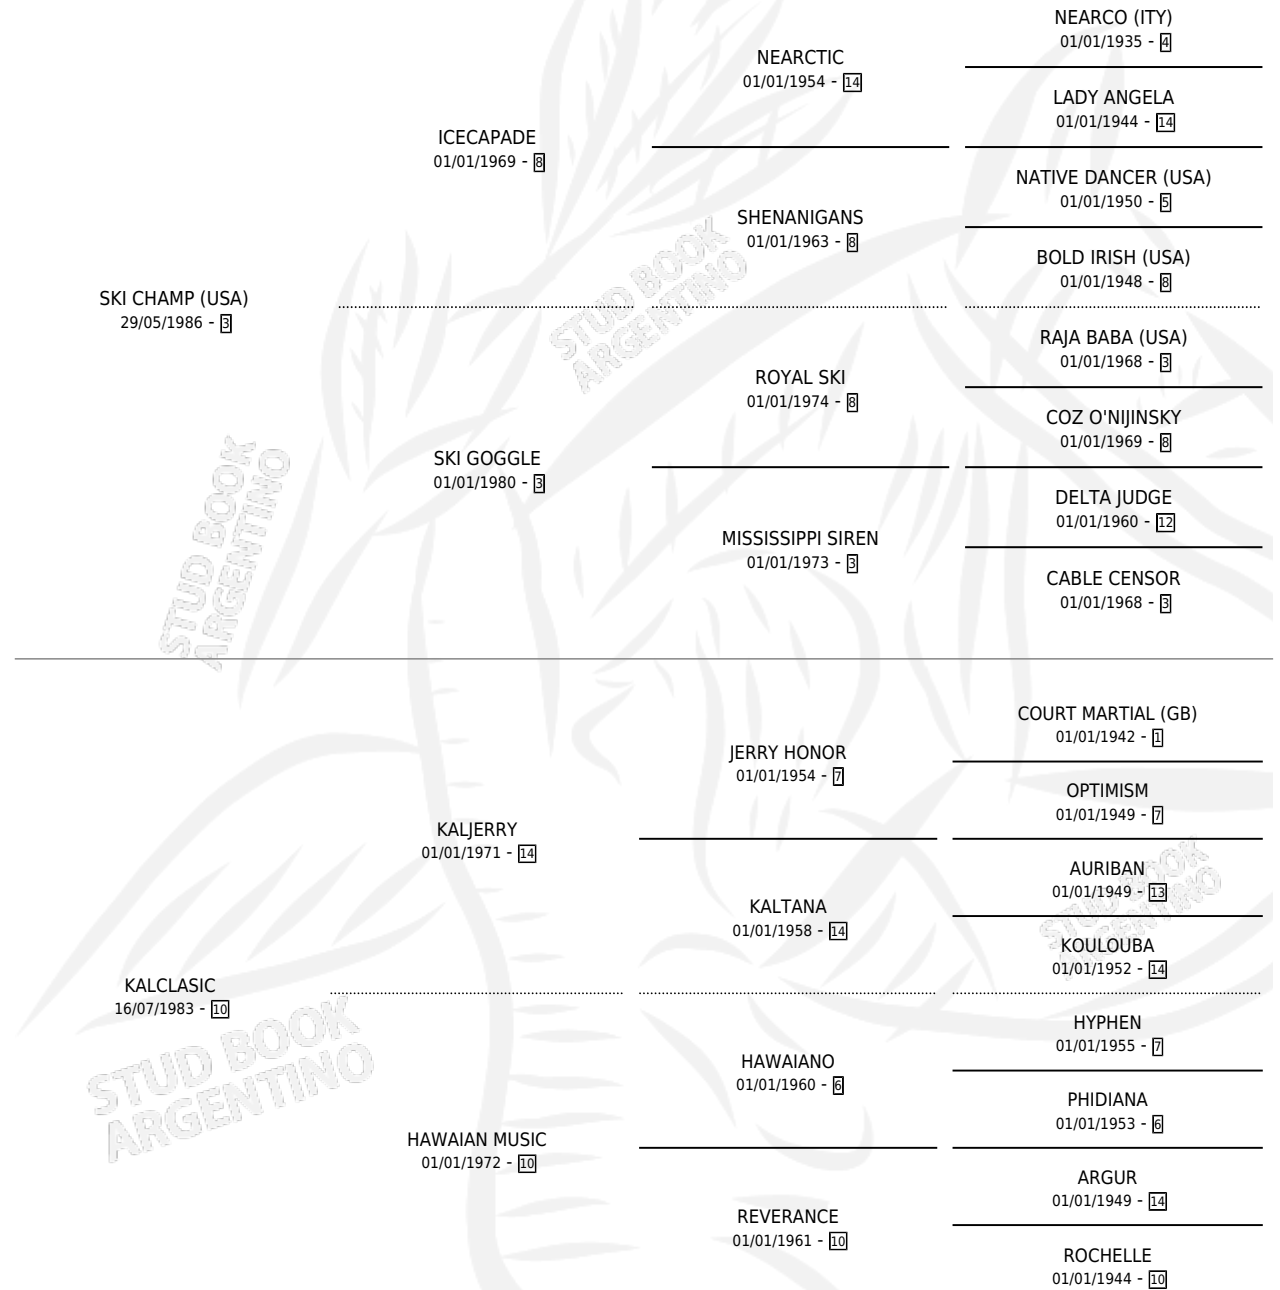 NEARCO (ITY)
01/01/1935 - 4
NEARCTIC
01/01/1954 - 14
LADY ANGELA
01/01/1944 - 14
ICECAPADE
01/01/1969 - 8
NATIVE DANCER (USA)
01/01/1950 - 5
SHENANIGANS
01/01/1963 - 8
BOLD IRISH (USA)
01/01/1948 - 8
SKI CHAMP (USA)
29/05/1986 - 3
STUD BOOK
ARGENTINO
RAJA BABA (USA)
01/01/1968 - 3
ROYAL SKI
01/01/1974 - 8
COZ O'NIJINSKY
01/01/1969 - 8
SKI GOGGLE
01/01/1980 - 3
DELTA JUDGE
01/01/1960 - 12
MISSISSIPPI SIREN
01/01/1973 - 3
CABLE CENSOR
01/01/1968 - 3
STUD BOOK
ARGENTINO
COURT MARTIAL (GB)
01/01/1942 - 1
JERRY HONOR
01/01/1954 - 7
OPTIMISM
01/01/1949 - 7
KALJERRY
01/01/1971 - 14
AURIBAN
01/01/1949 - 13
KALTANA
01/01/1958 - 14
STUD BOOK
ARGENTINO
KOULOUBA
01/01/1952 - 14
KALCLASIC
16/07/1983 - 10
HYPHEN
01/01/1955 - 7
HAWAIANO
01/01/1960 - 6
PHIDIANA
01/01/1953 - 6
STUD BOOK
ARGENTINO
HAWAIAN MUSIC
01/01/1972 - 10
ARGUR
01/01/1949 - 14
REVERANCE
01/01/1961 - 10
ROCHELLE
01/01/1944 - 10